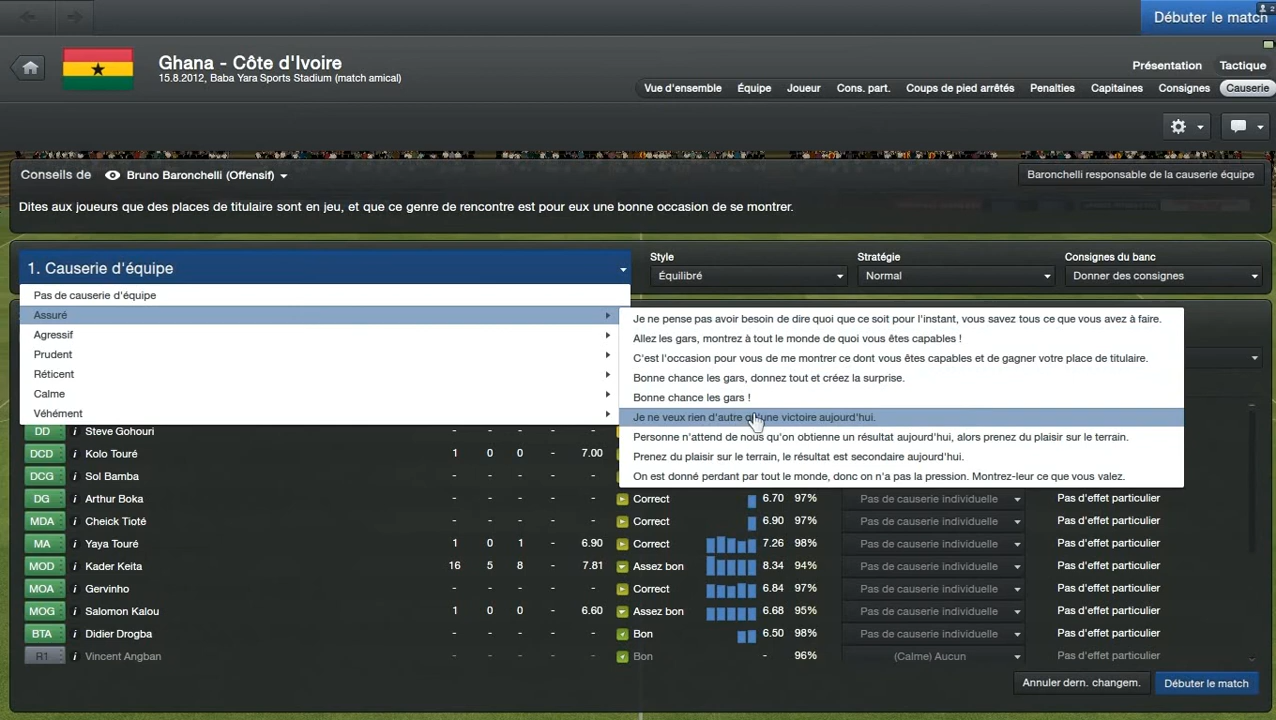 2
Débuter le match
Ghana - Côte d'Ivoire
15.8.2012, Baba Yara Sports Stadium (match amical)
Présentation Tactique
Vue d'ensemble Équipe Joueur Cons. part. Coups de pied arrêtés Penalties Capitaines Consignes Causerie
Conseils de Bruno Baronchelli (Offensif) Baronchelli responsable de la causerie équipe
Dites aux joueurs que des places de titulaire sont en jeu, et que ce genre de rencontre est pour eux une bonne occasion de se montrer.
1. Causerie d'équipe
Style Stratégie Consignes du banc
Équilibré Normal Donner des consignes
Pas de causerie d'équipe
Assuré
Agressif
Prudent
Réticent
Calme
Véhément
Je ne pense pas avoir besoin de dire quoi que ce soit pour l'instant, vous savez tous ce que vous avez à faire.
Allez les gars, montrez à tout le monde de quoi vous êtes capables !
C'est l'occasion pour vous de me montrer ce dont vous êtes capables et de gagner votre place de titulaire.
Bonne chance les gars, donnez tout et créez la surprise.
Bonne chance les gars !
Je ne veux rien d'autre qu'une victoire aujourd'hui.
Personne n'attend de nous qu'on obtienne un résultat aujourd'hui, alors prenez du plaisir sur le terrain.
Prenez du plaisir sur le terrain, le résultat est secondaire aujourd'hui.
On est donné perdant par tout le monde, donc on n'a pas la pression. Montrez-leur ce que vous valez.
DD i Steve Gohouri - - - - -
DCD i Kolo Touré 1 0 0 - 7.00
DCG i Sol Bamba - - - - -
DG i Arthur Boka - - - - - Correct 6.70 97% Pas de causerie individuelle Pas d'effet particulier
MDA i Cheick Tioté - - - - - Correct 6.90 97% Pas de causerie individuelle Pas d'effet particulier
MA i Yaya Touré 1 0 1 - 6.90 Correct 7.26 98% Pas de causerie individuelle Pas d'effet particulier
MOD i Kader Keita 16 5 8 - 7.81 Assez bon 8.34 94% Pas de causerie individuelle Pas d'effet particulier
MOA i Gervinho - - - - - Correct 6.84 97% Pas de causerie individuelle Pas d'effet particulier
MOG i Salomon Kalou 1 0 0 - 6.60 Assez bon 6.68 95% Pas de causerie individuelle Pas d'effet particulier
BTA i Didier Drogba - - - - - Bon 6.50 98% Pas de causerie individuelle Pas d'effet particulier
R1 i Vincent Angban - - - - - Bon - 96% (Calme) Aucun Pas d'effet particulier
Annuler dern. changem. Débuter le match